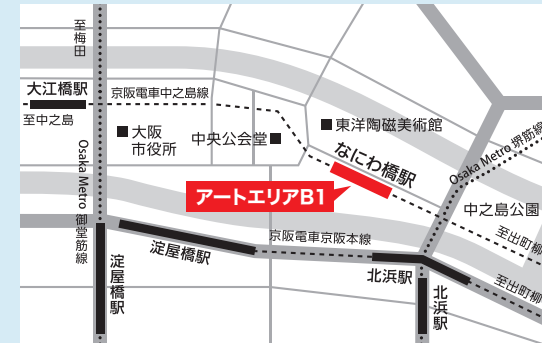 至梅田
大江橋駅
京阪電車中之島線
至中之島
大阪
市役所
中央公会堂
東洋陶磁美術館
なにわ橋駅
Osaka Metro 堺筋線
Osaka Metro 御堂筋線
アートエリアB1
中之島公園
至出町柳
淀屋橋駅
京阪電車京阪本線
淀屋橋駅
北浜駅
至出町柳
北浜駅